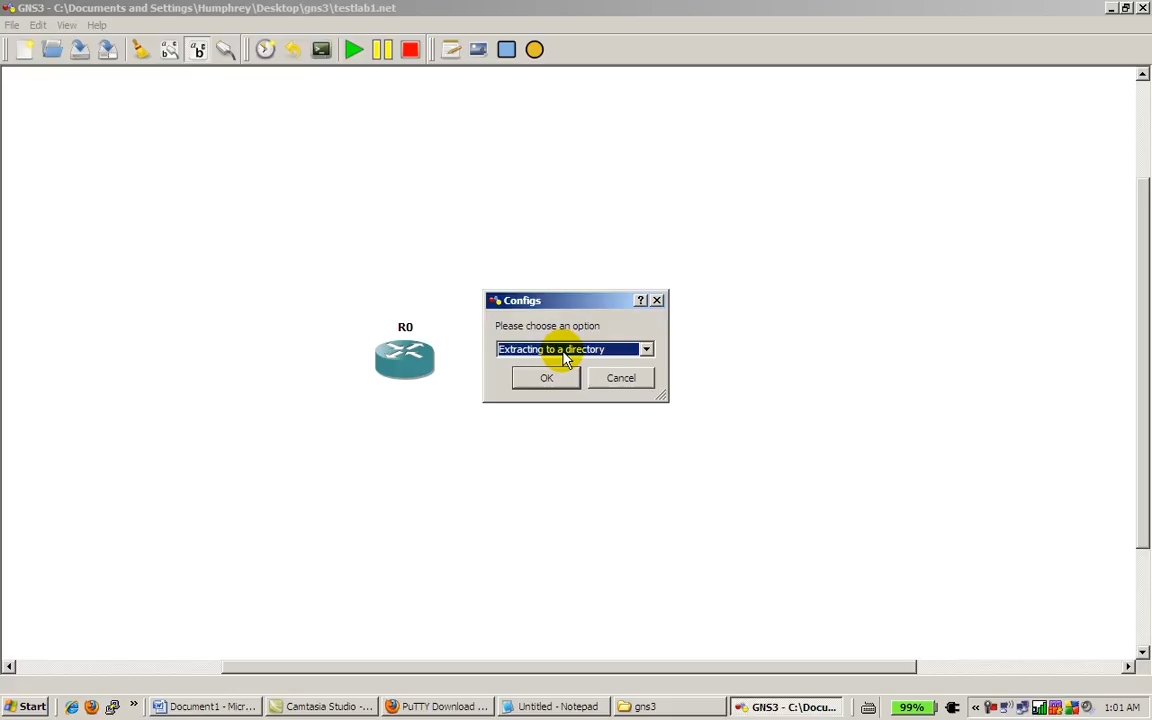 GNS3 - C:\Documents and Settings\Humphrey\Desktop\gns3\testlab1.net
File Edit View Help
R0
Configs
Please choose an option
Extracting to a directory
OK Cancel
Start » Document1 - Micr... Camtasia Studio -... PuTTY Download ... Untitled - Notepad gns3 GNS3 - C:\Docu... 99% « 1:01 AM